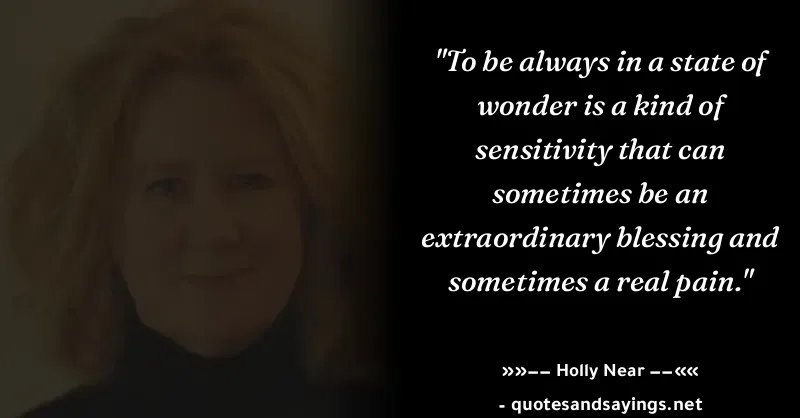 "To be always in a state of
wonder is a kind of
sensitivity that can
sometimes be an
extraordinary blessing and
sometimes a real pain."
»»–– Holly Near ––««
- quotesandsayings.net